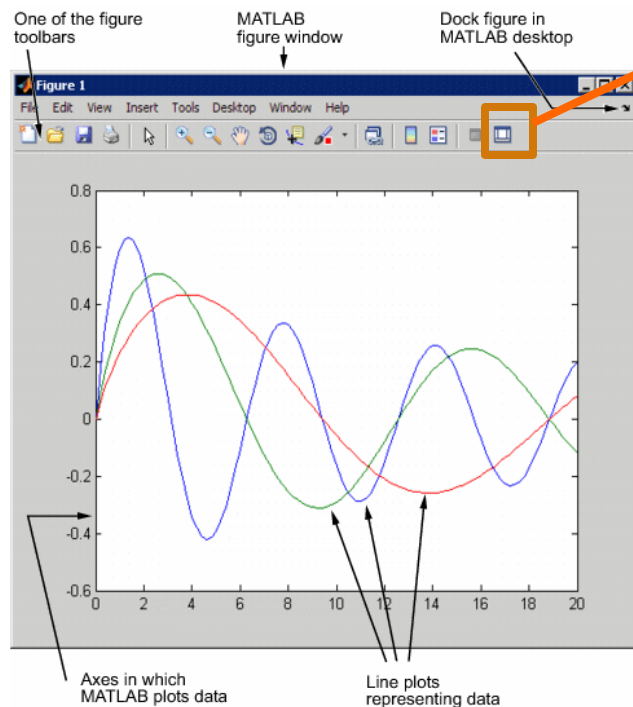 One of the figure
toolbars
MATLAB
figure window
Dock figure in
MATLAB desktop
Figure 1
File Edit View Insert Tools Desktop Window Help
0.8
0.6
0.4
0.2
0
-0.2
-0.4
-0.6
0 2 4 6 8 10 12 14 16 18 20
Axes in which
MATLAB plots data
Line plots
representing data